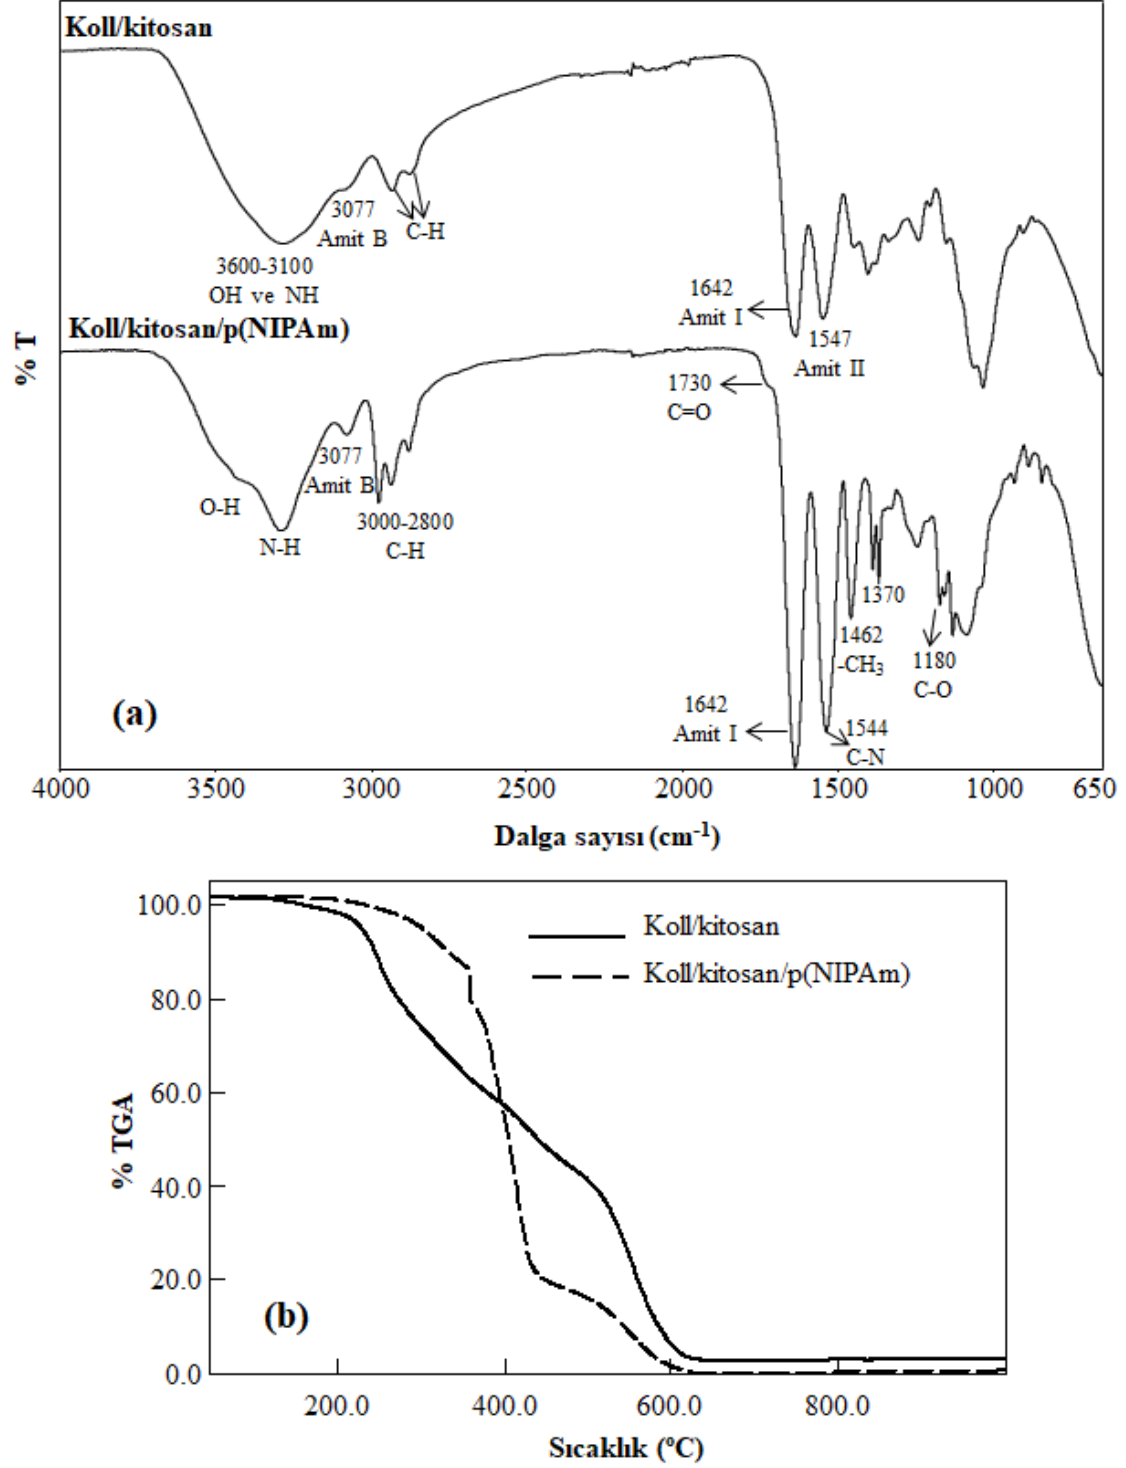 Koll/kitosan
3077
Amit B
C-H
3600-3100
OH ve NH
1642
Amit I
1547
Amit II
Koll/kitosan/p(NIPAm)
% T
1730
C=O
O-H
3077
Amit B
N-H
3000-2800
C-H
1370
1462
-CH₃
1180
C-O
1642
Amit I
1544
C-N
(a)
4000 3500 3000 2500 2000 1500 1000 650
Dalga sayısı (cm⁻¹)
100.0
80.0
60.0
40.0
20.0
0.0
% TGA
Koll/kitosan
Koll/kitosan/p(NIPAm)
(b)
200.0 400.0 600.0 800.0
Sıcaklık (ºC)